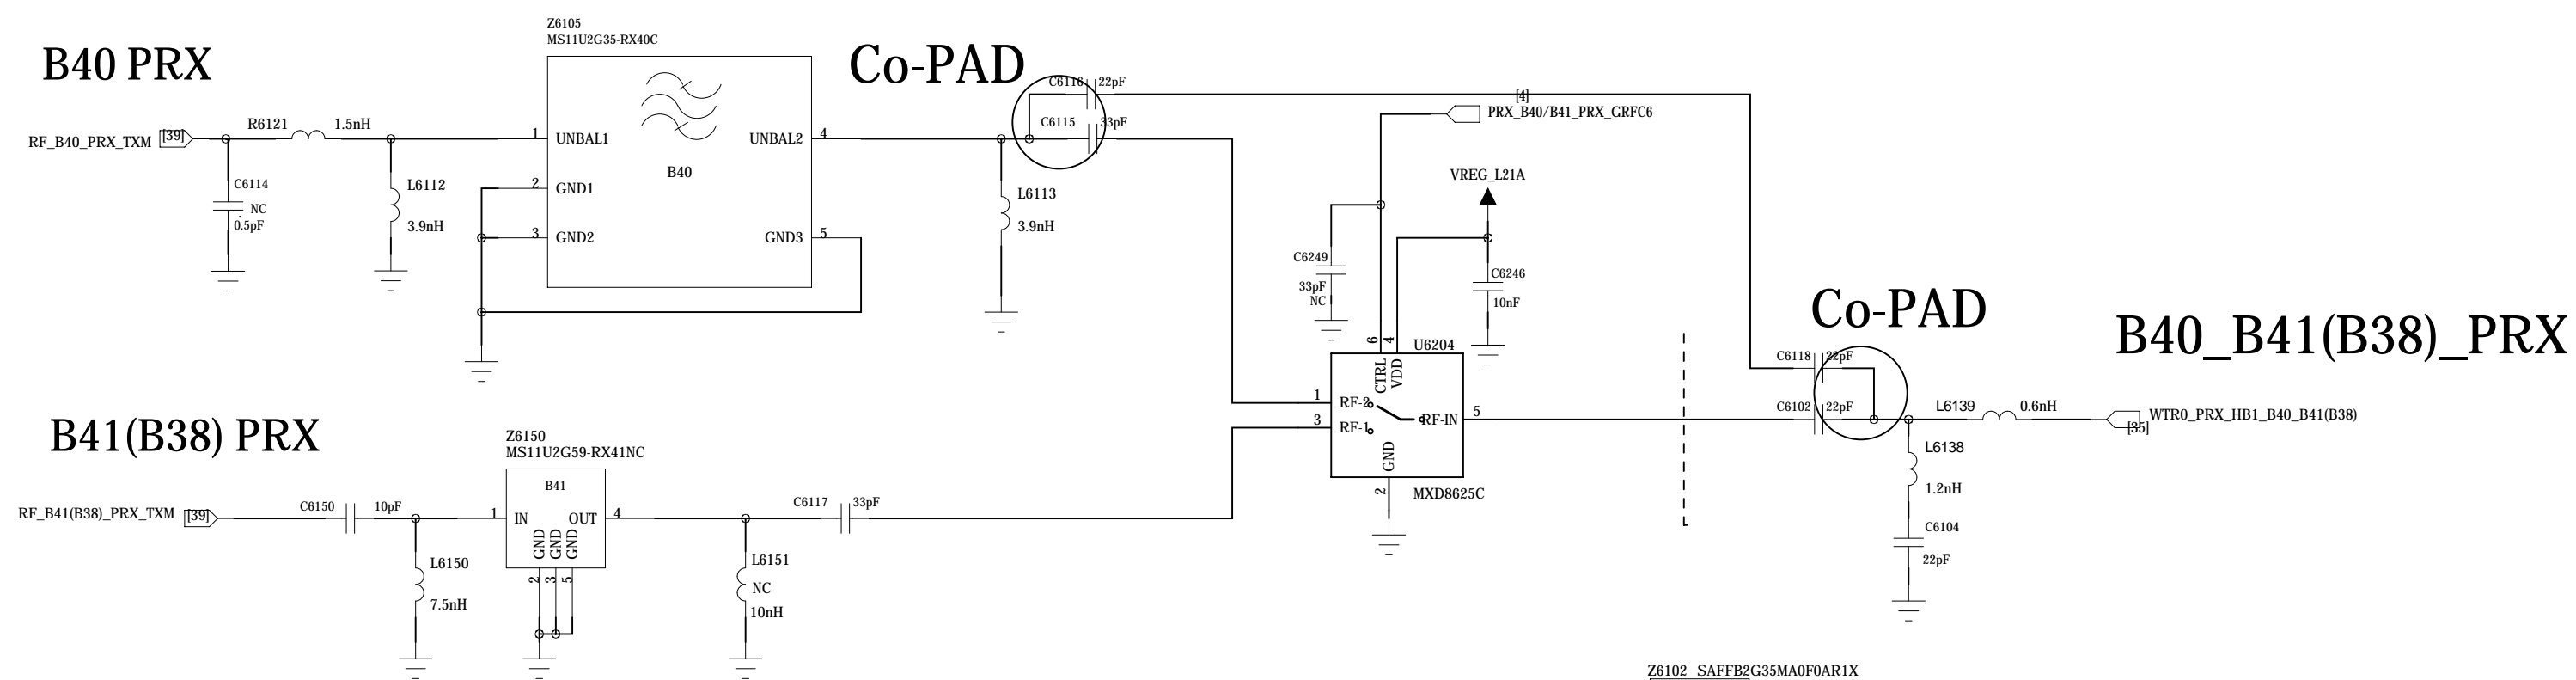 Z6105
MS11U2G35-RX40C
B40 PRX
Co-PAD
C6116 22pF
[4]
PRX_B40/B41_PRX_GRFC6
RF_B40_PRX_TXM [39]
R6121 1.5nH
1 UNBAL1
UNBAL2 4
C6115 33pF
B40
VREG_L21A
C6114
NC
0.5pF
L6112
3.9nH
2 GND1
3 GND2
GND3 5
L6113
3.9nH
C6249
33pF
NC
C6246
10nF
Co-PAD
B40_B41(B38)_PRX
U6204
6 4
CTRL
VDD
C6118 22pF
1 RF-2
3 RF-1
RF-IN 5
GND
2
MXD8625C
C6102 22pF
L6139 0.6nH
WTR0_PRX_HB1_B40_B41(B38)
[35]
L6138
1.2nH
C6104
22pF
B41(B38) PRX
Z6150
MS11U2G59-RX41NC
B41
RF_B41(B38)_PRX_TXM [39]
C6150 10pF
1 IN
OUT 4
GND
GND
GND
2 3 5
C6117 33pF
L6150
7.5nH
L6151
NC
10nH
Z6102 SAFFB2G35MA0F0AR1X